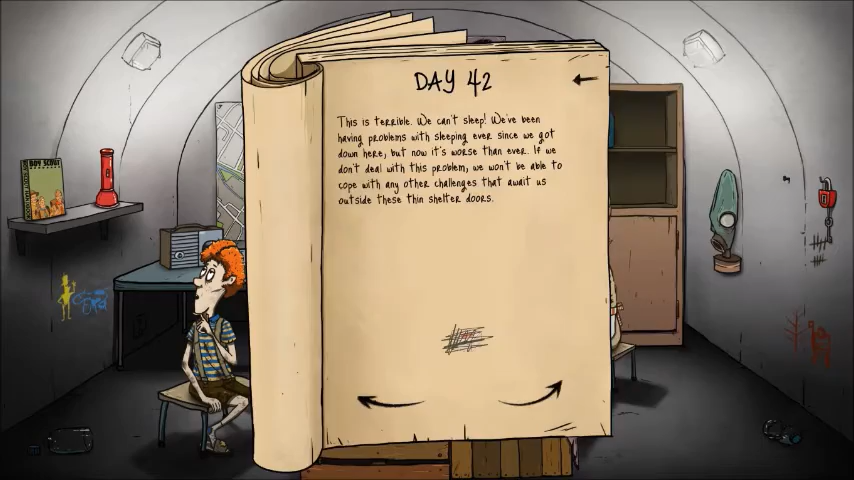 DAY 42
This is terrible. We can't sleep! We've been
having problems with sleeping ever since we got
down here, but now it's worse than ever. If we
don't deal with this problem, we won't be able to
cope with any other challenges that await us
outside these thin shelter doors.
BOY SCOUT